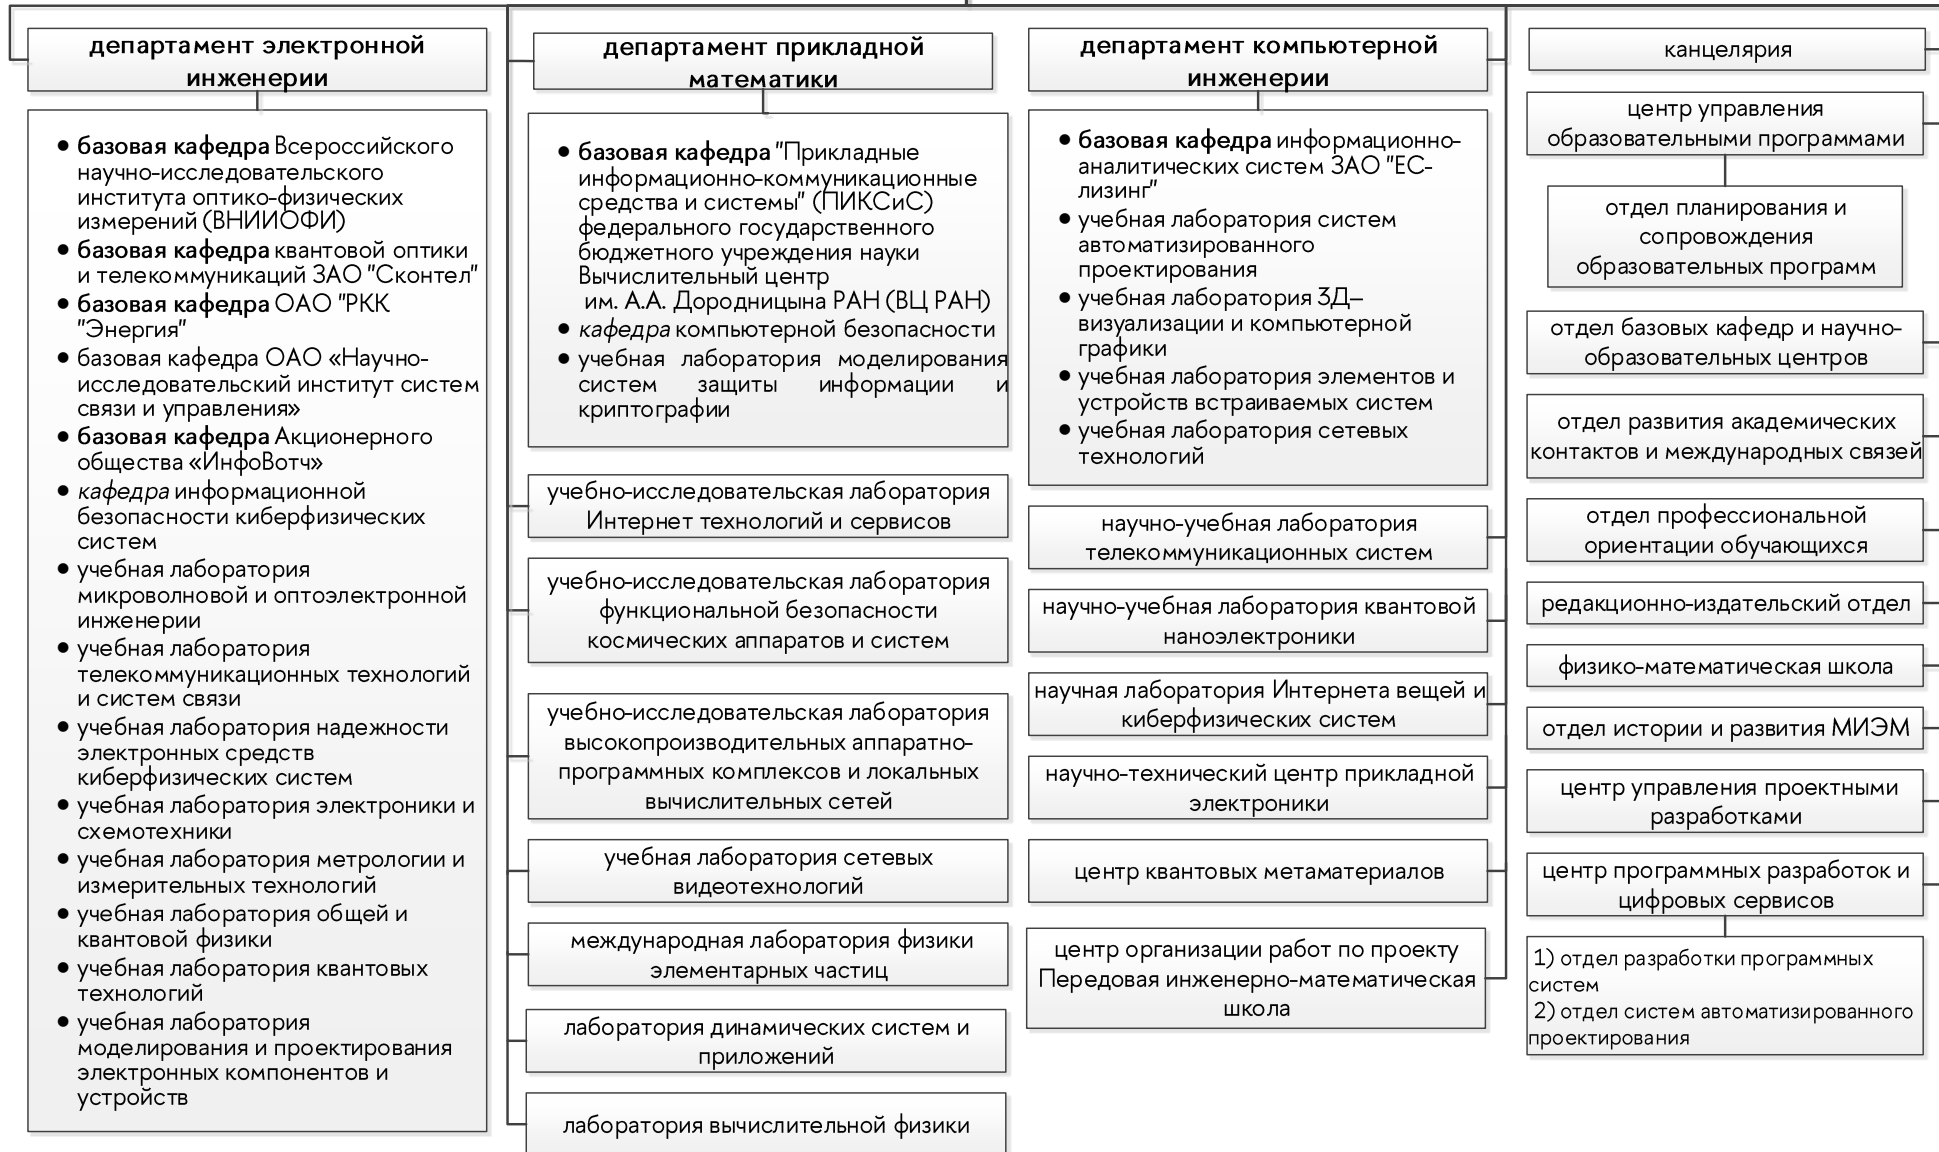 департамент электронной
инженерии
базовая кафедра Всероссийского
научно-исследовательского
института оптико-физических
измерений (ВНИИОФИ)
базовая кафедра квантовой оптики
и телекоммуникаций ЗАО "Сконтел"
базовая кафедра ОАО "РКК
"Энергия"
базовая кафедра ОАО «Научно-
исследовательский институт систем
связи и управления»
базовая кафедра Акционерного
общества «ИнфоВотч»
кафедра информационной
безопасности киберфизических
систем
учебная лаборатория
микроволновой и оптоэлектронной
инженерии
учебная лаборатория
телекоммуникационных технологий
и систем связи
учебная лаборатория надежности
электронных средств
киберфизических систем
учебная лаборатория электроники и
схемотехники
учебная лаборатория метрологии и
измерительных технологий
учебная лаборатория общей и
квантовой физики
учебная лаборатория квантовых
технологий
учебная лаборатория
моделирования и проектирования
электронных компонентов и
устройств
департамент прикладной
математики
базовая кафедра "Прикладные
информационно-коммуникационные
средства и системы" (ПИКСиС)
федерального государственного
бюджетного учреждения науки
Вычислительный центр
им. А.А. Дородницына РАН (ВЦ РАН)
кафедра компьютерной безопасности
учебная лаборатория моделирования
систем защиты информации и
криптографии
учебно-исследовательская лаборатория
Интернет технологий и сервисов
учебно-исследовательская лаборатория
функциональной безопасности
космических аппаратов и систем
учебно-исследовательская лаборатория
высокопроизводительных аппаратно-
программных комплексов и локальных
вычислительных сетей
учебная лаборатория сетевых
видеотехнологий
международная лаборатория физики
элементарных частиц
лаборатория динамических систем и
приложений
лаборатория вычислительной физики
департамент компьютерной
инженерии
базовая кафедра информационно-
аналитических систем ЗАО "ЕС-
лизинг"
учебная лаборатория систем
автоматизированного
проектирования
учебная лаборатория 3Д–
визуализации и компьютерной
графики
учебная лаборатория элементов и
устройств встраиваемых систем
учебная лаборатория сетевых
технологий
научно-учебная лаборатория
телекоммуникационных систем
научно-учебная лаборатория квантовой
наноэлектроники
научная лаборатория Интернета вещей и
киберфизических систем
научно-технический центр прикладной
электроники
центр квантовых метаматериалов
центр организации работ по проекту
Передовая инженерно-математическая
школа
канцелярия
центр управления
образовательными программами
отдел планирования и
сопровождения
образовательных программ
отдел базовых кафедр и научно-
образовательных центров
отдел развития академических
контактов и международных связей
отдел профессиональной
ориентации обучающихся
редакционно-издательский отдел
физико-математическая школа
отдел истории и развития МИЭМ
центр управления проектными
разработками
центр программных разработок и
цифровых сервисов
1) отдел разработки программных
систем
2) отдел систем автоматизированного
проектирования